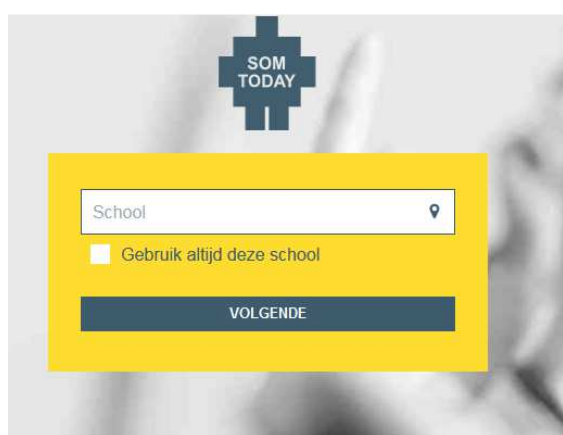 SOM
TODAY
School
Gebruik altijd deze school
VOLGENDE